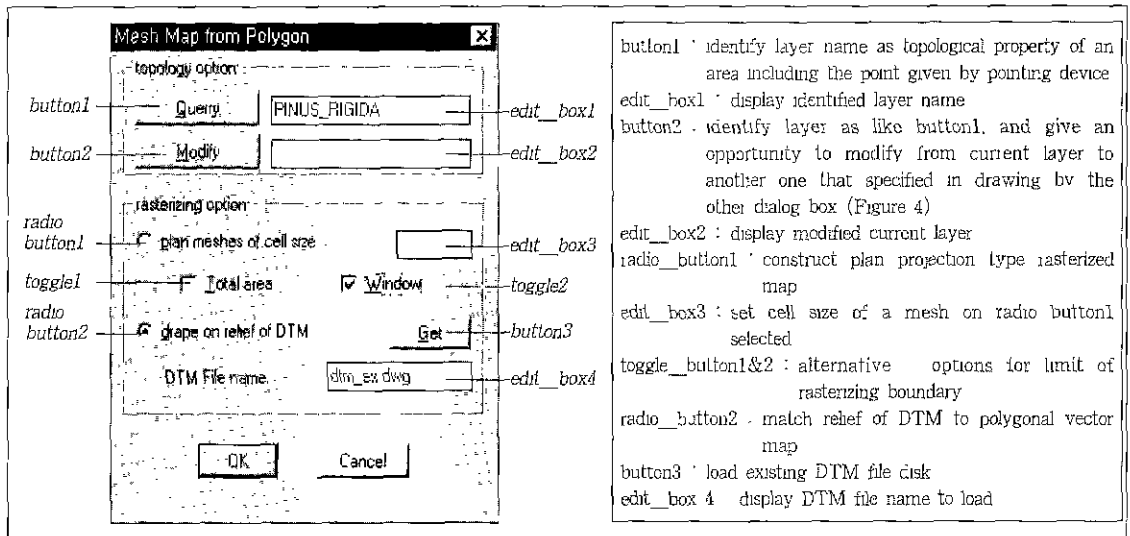 Mesh Map from Polygon
topology option
button1
Query
PINUS_RIGIDA
edit_box1
button2
Modify
edit_box2
rasterizing option
radio
button1
plan meshes of cell size
edit_box3
toggle1
Total area
Window
toggle2
radio
button2
drape on relief of DTM
Get
button3
DTM File name
dtm_ex.dwg
edit_box4
OK
Cancel
button1 : identify layer name as topological property of an
area including the point given by pointing device
edit_box1 : display identified layer name
button2 : identify layer as like button1, and give an
opportunity to modify from current layer to
another one that specified in drawing by the
other dialog box (Figure 4)
edit_box2 : display modified current layer
radio_button1 : construct plan projection type rasterized
map
edit_box3 : set cell size of a mesh on radio button1
selected
toggle_button1&2 : alternative options for limit of
rasterizing boundary
radio_button2 : match relief of DTM to polygonal vector
map
button3 : load existing DTM file disk
edit_box 4 display DTM file name to load